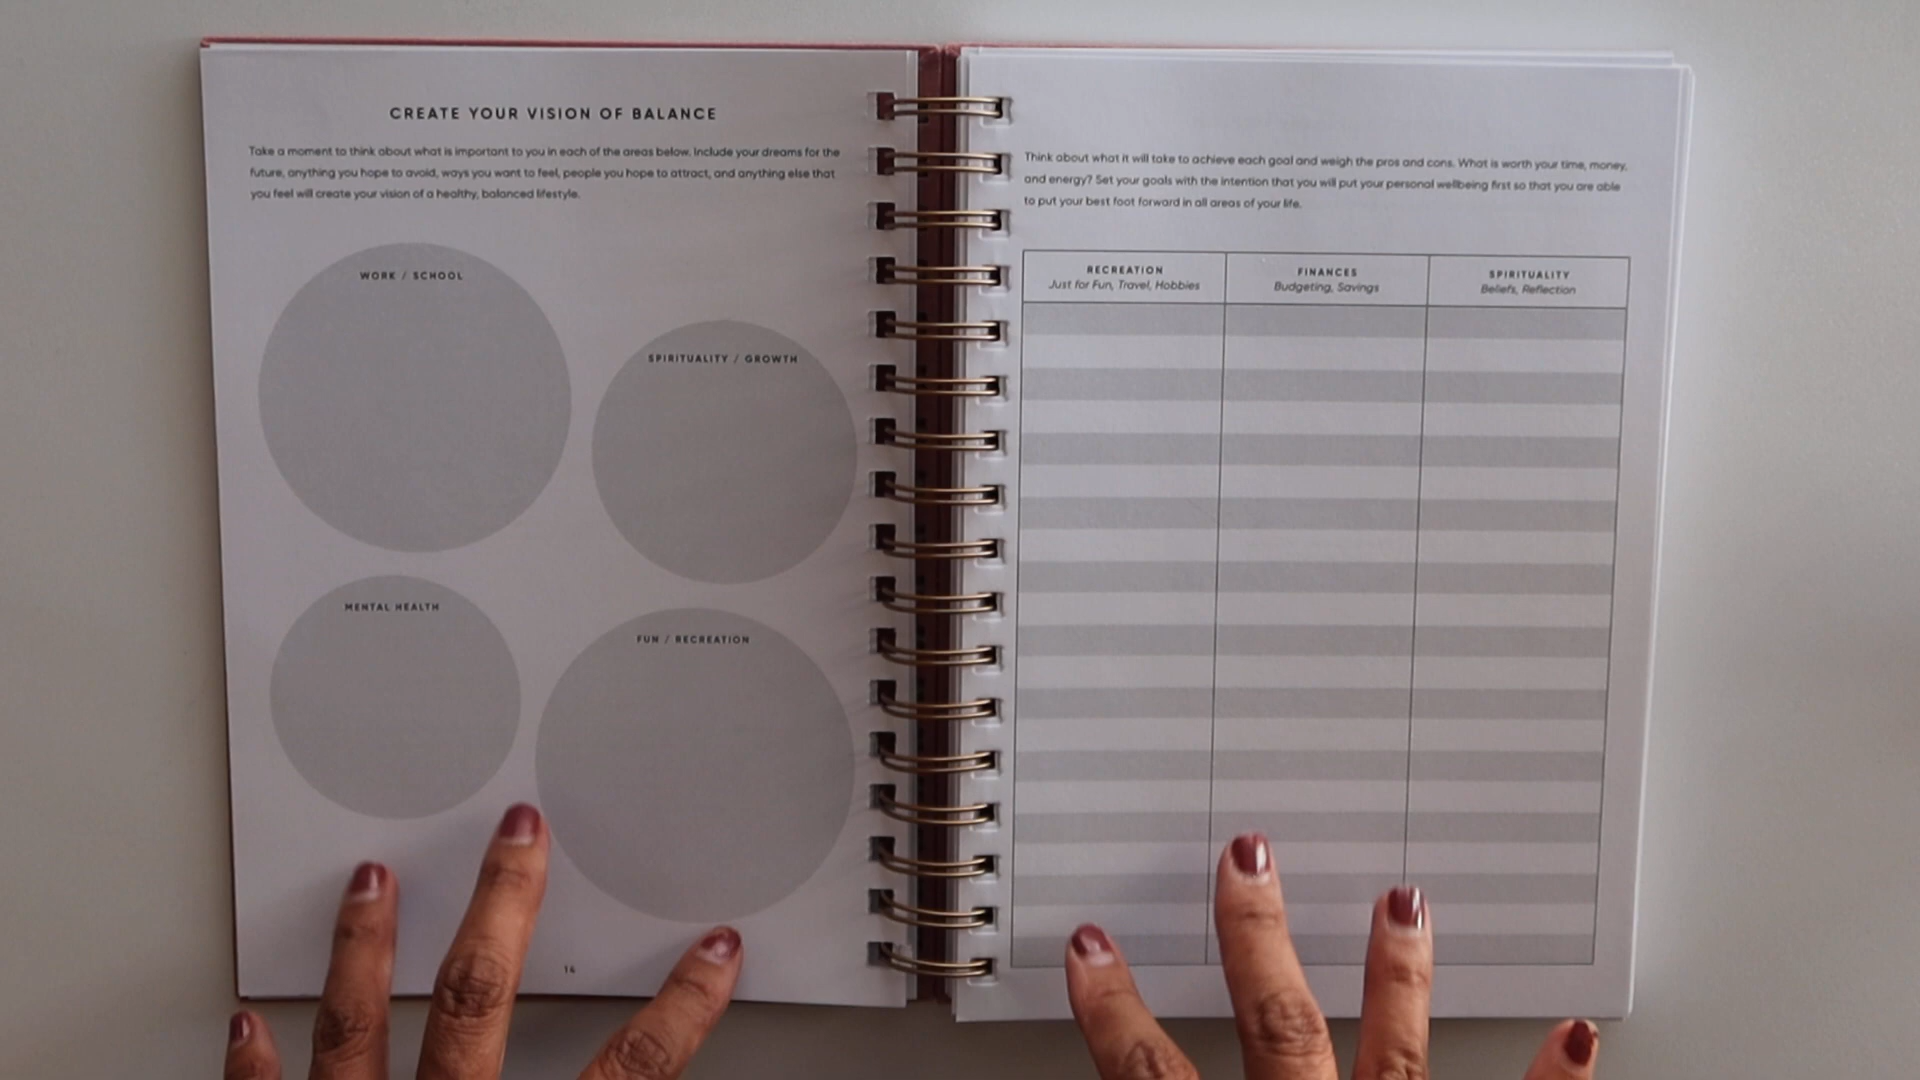 CREATE YOUR VISION OF BALANCE
Take a moment to think about what is important to you in each of the areas below. Include your dreams for the
future, anything you hope to avoid, ways you want to feel, people you hope to attract, and anything else that
you feel will create your vision of a healthy, balanced lifestyle.
WORK / SCHOOL
SPIRITUALITY / GROWTH
MENTAL HEALTH
FUN / RECREATION
14
Think about what it will take to achieve each goal and weigh the pros and cons. What is worth your time, money,
and energy? Set your goals with the intention that you will put your personal wellbeing first so that you are able
to put your best foot forward in all areas of your life.
RECREATION
Just for Fun, Travel, Hobbies
FINANCES
Budgeting, Savings
SPIRITUALITY
Beliefs, Reflection